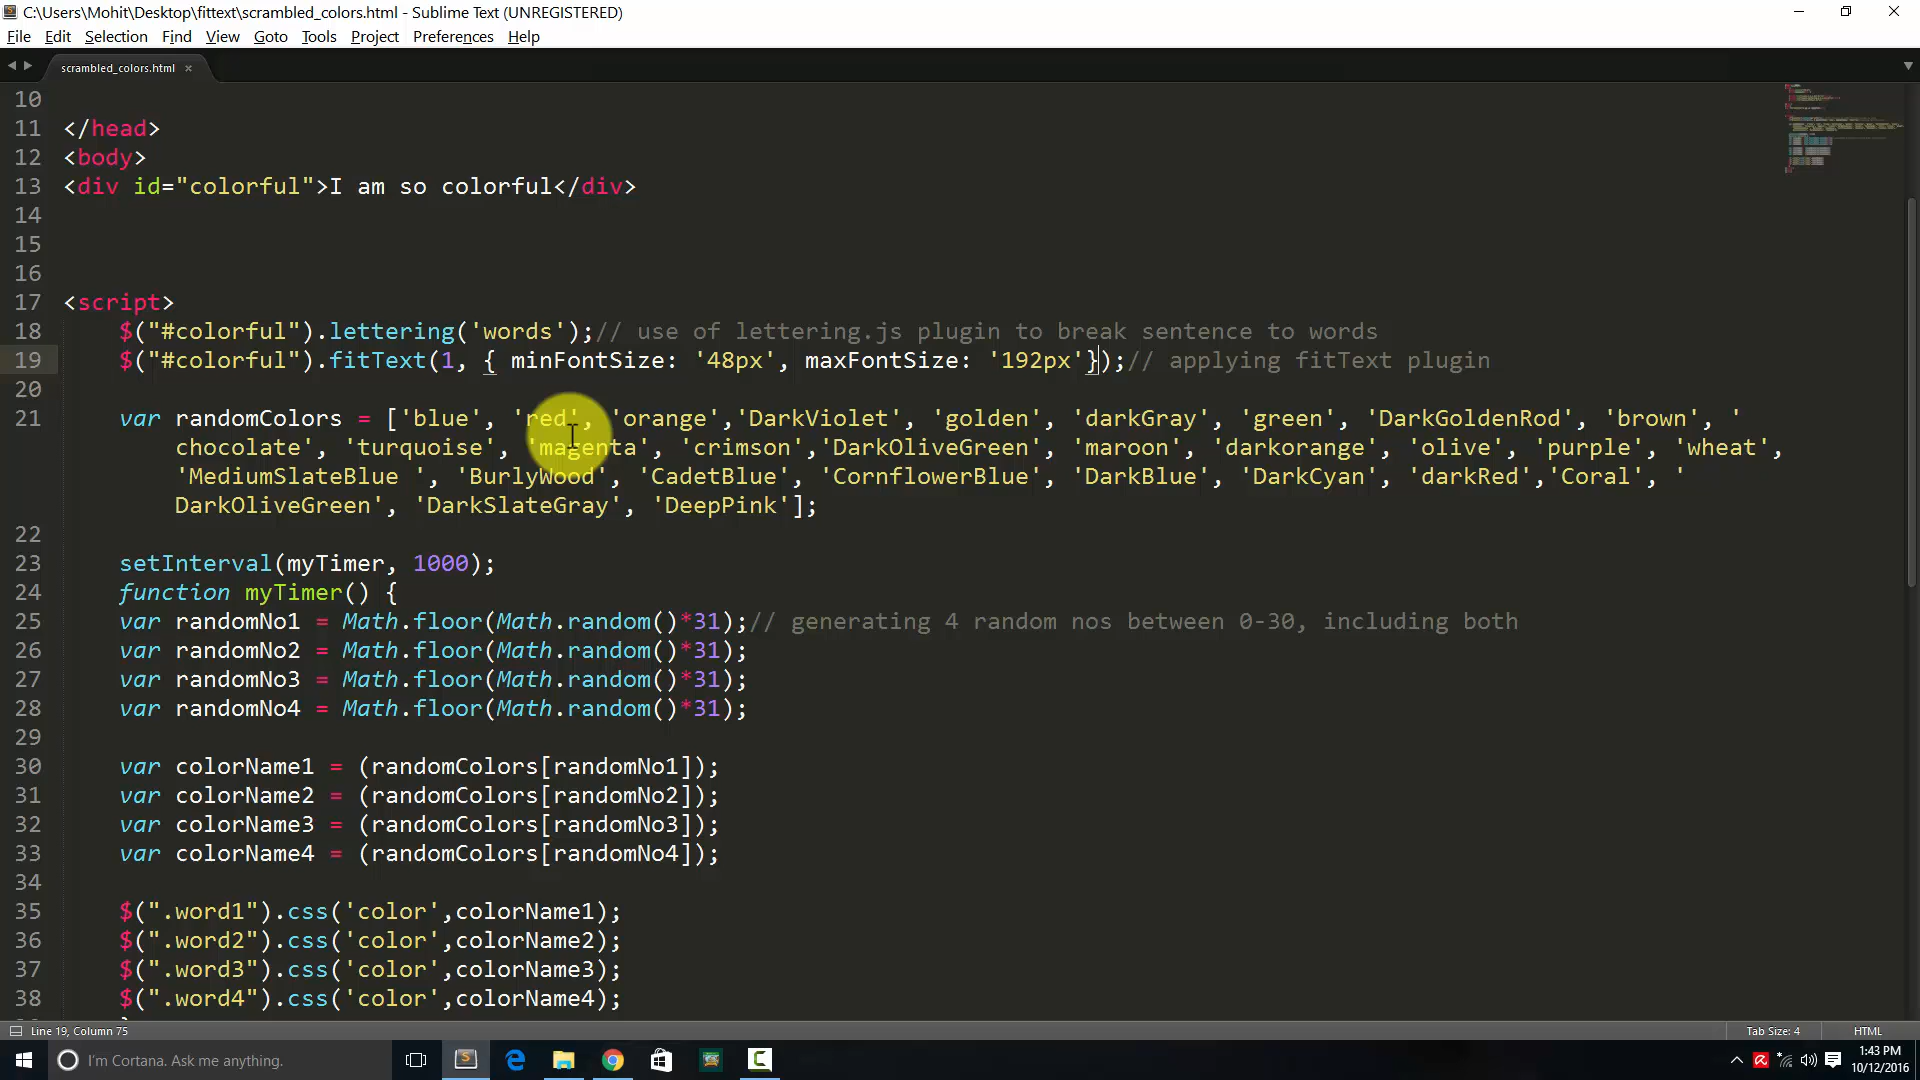 C:\Users\Mohit\Desktop\fittext\scrambled_colors.html - Sublime Text (UNREGISTERED)
File Edit Selection Find View Goto Tools Project Preferences Help
scrambled_colors.html ×
10
11 </head>
12 <body>
13 <div id="colorful">I am so colorful</div>
14
15
16
17 <script>
18 $("#colorful").lettering('words');// use of lettering.js plugin to break sentence to words
19 $("#colorful").fitText(1, { minFontSize: '48px', maxFontSize: '192px'});// applying fitText plugin
20
21 var randomColors = ['blue', 'red', 'orange','DarkViolet', 'golden', 'darkGray', 'green', 'DarkGoldenRod', 'brown', '
chocolate', 'turquoise', 'magenta', 'crimson','DarkOliveGreen', 'maroon', 'darkorange', 'olive', 'purple', 'wheat',
'MediumSlateBlue ', 'BurlyWood', 'CadetBlue', 'CornflowerBlue', 'DarkBlue', 'DarkCyan', 'darkRed','Coral', '
DarkOliveGreen', 'DarkSlateGray', 'DeepPink'];
22
23 setInterval(myTimer, 1000);
24 function myTimer() {
25 var randomNo1 = Math.floor(Math.random()*31);// generating 4 random nos between 0-30, including both
26 var randomNo2 = Math.floor(Math.random()*31);
27 var randomNo3 = Math.floor(Math.random()*31);
28 var randomNo4 = Math.floor(Math.random()*31);
29
30 var colorName1 = (randomColors[randomNo1]);
31 var colorName2 = (randomColors[randomNo2]);
32 var colorName3 = (randomColors[randomNo3]);
33 var colorName4 = (randomColors[randomNo4]);
34
35 $(".word1").css('color',colorName1);
36 $(".word2").css('color',colorName2);
37 $(".word3").css('color',colorName3);
38 $(".word4").css('color',colorName4);
Line 19, Column 75
Tab Size: 4
HTML
I'm Cortana. Ask me anything.
1:43 PM
10/12/2016